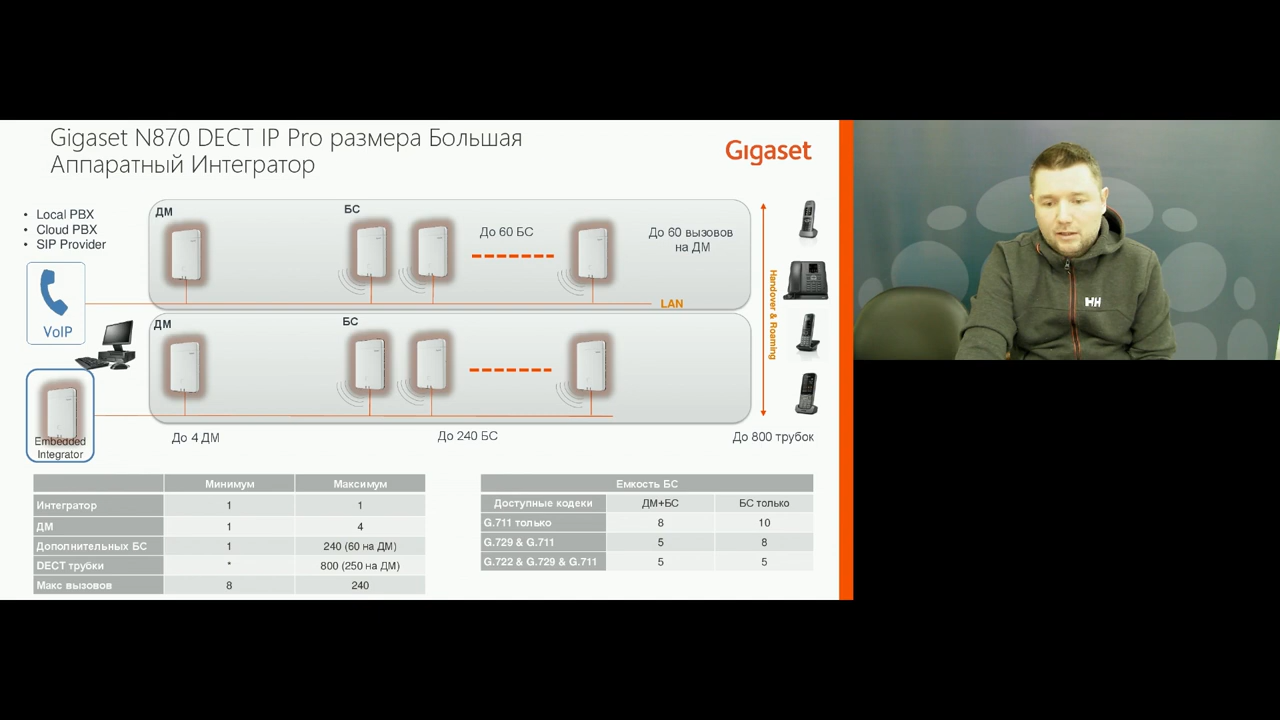 Gigaset N870 DECT IP Pro размера Большая
Аппаратный Интегратор
Gigaset
• Local PBX
• Cloud PBX
• SIP Provider
VoIP
Embedded
Integrator
ДМ
БС
До 60 БС
До 60 вызовов
на ДМ
LAN
ДМ
БС
Handover & Roaming
До 4 ДМ
До 240 БС
До 800 трубок
Минимум Максимум
Интегратор 1 1
ДМ 1 4
Дополнительных БС 1 240 (60 на ДМ)
DECT трубки * 800 (250 на ДМ)
Макс вызовов 8 240
Емкость БС
Доступные кодеки ДМ+БС БС только
G.711 только 8 10
G.729 & G.711 5 8
G.722 & G.729 & G.711 5 5
HH